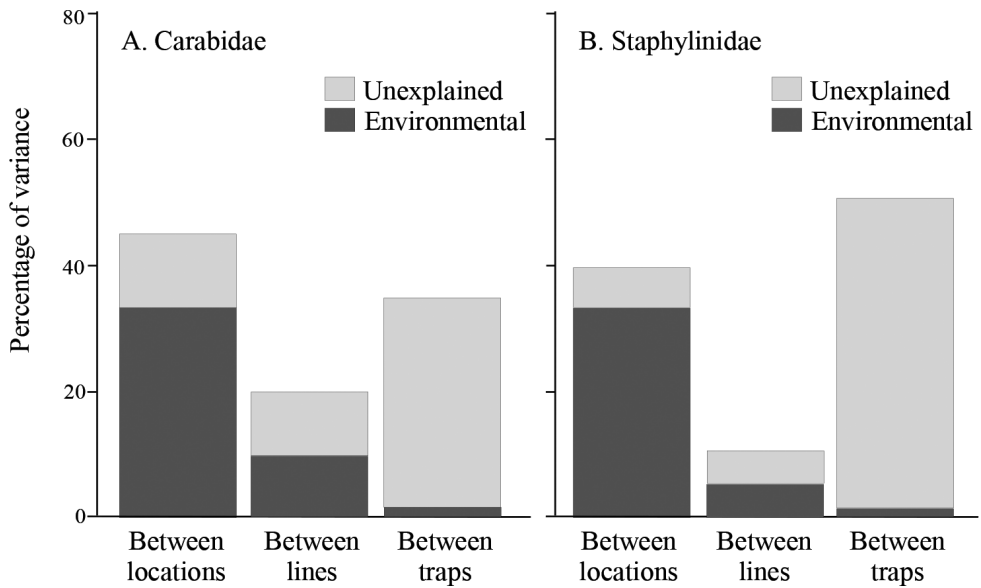 80
60
40
20
0
Percentage of variance
A. Carabidae
Unexplained
Environmental
Between
locations
Between
lines
Between
traps
B. Staphylinidae
Unexplained
Environmental
Between
locations
Between
lines
Between
traps